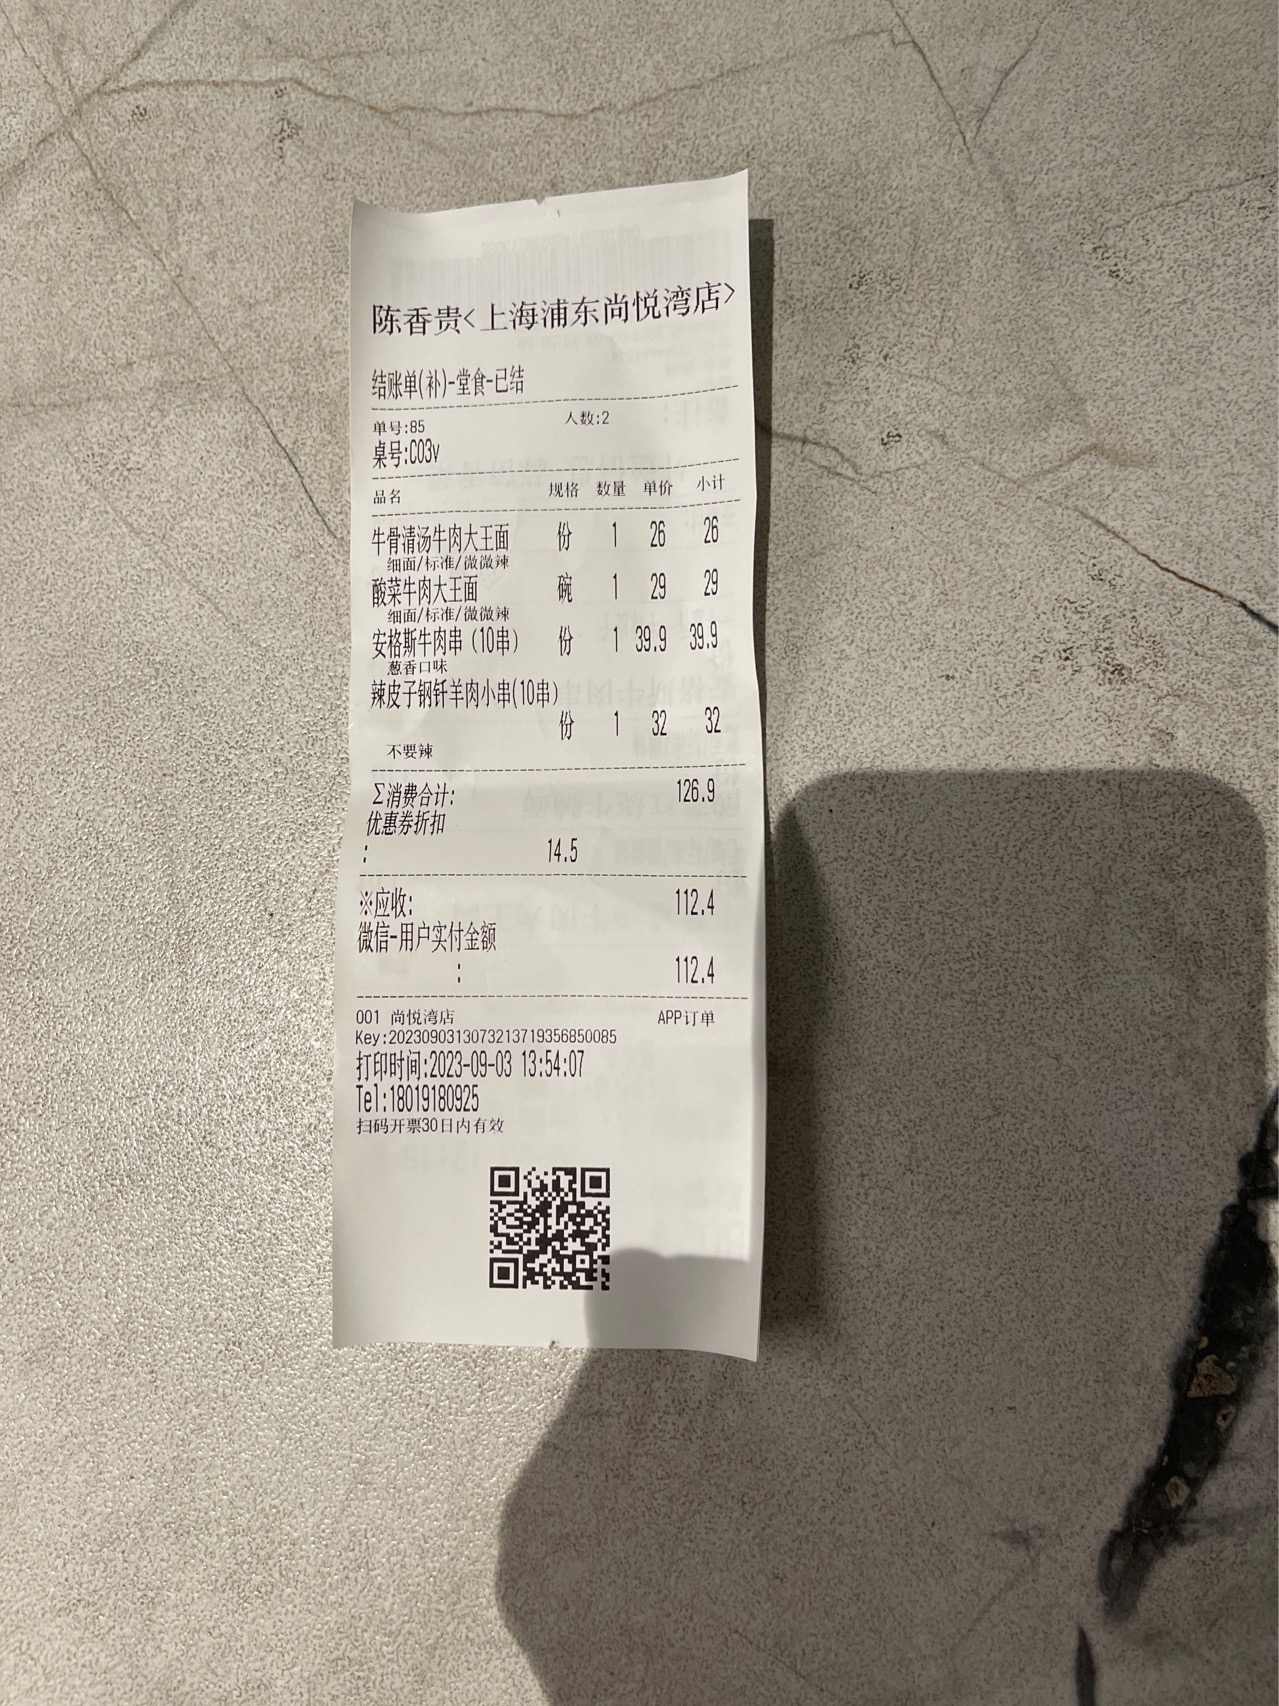 陈香贵<上海浦东尚悦湾店>
结账单(补)-堂食-已结
单号:85 人数:2
桌号:C03v
品名 规格 数量 单价 小计
牛骨清汤牛肉大王面 份 1 26 26
细面/标准/微微辣
酸菜牛肉大王面 碗 1 29 29
细面/标准/微微辣
安格斯牛肉串(10串) 份 1 39.9 39.9
葱香口味
辣皮子钢钎羊肉小串(10串)
份 1 32 32
不要辣
∑消费合计: 126.9
优惠券折扣
: 14.5
※应收: 112.4
微信-用户实付金额
: 112.4
001 尚悦湾店 APP订单
Key:20230903130732137193568500​85
打印时间:2023-09-03 13:54:07
Tel:18019180925
扫码开票30日内有效